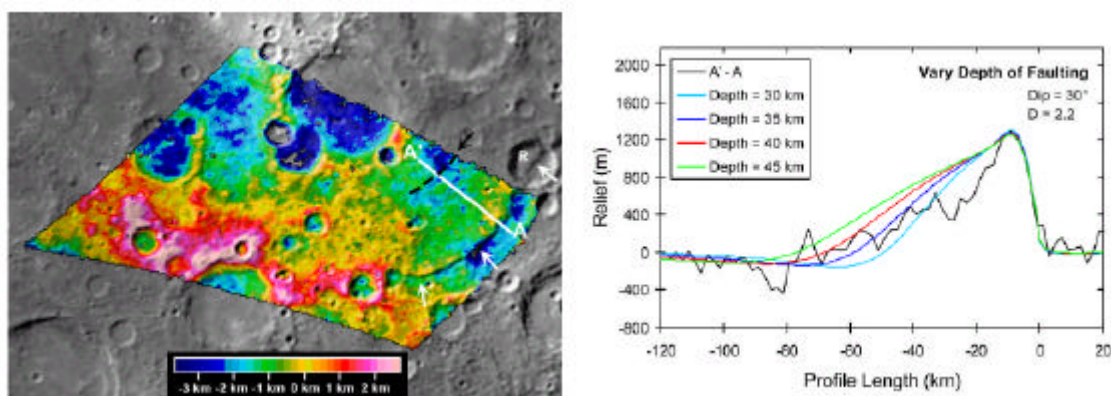 R
A'
A
-3 km -2 km -1 km 0 km 1 km 2 km
Vary Depth of Faulting
Dip = 30°
D = 2.2
A' - A
Depth = 30 km
Depth = 35 km
Depth = 40 km
Depth = 45 km
Relief (m)
2000
1600
1200
800
400
0
-400
-800
-120 -100 -80 -60 -40 -20 0 20
Profile Length (km)